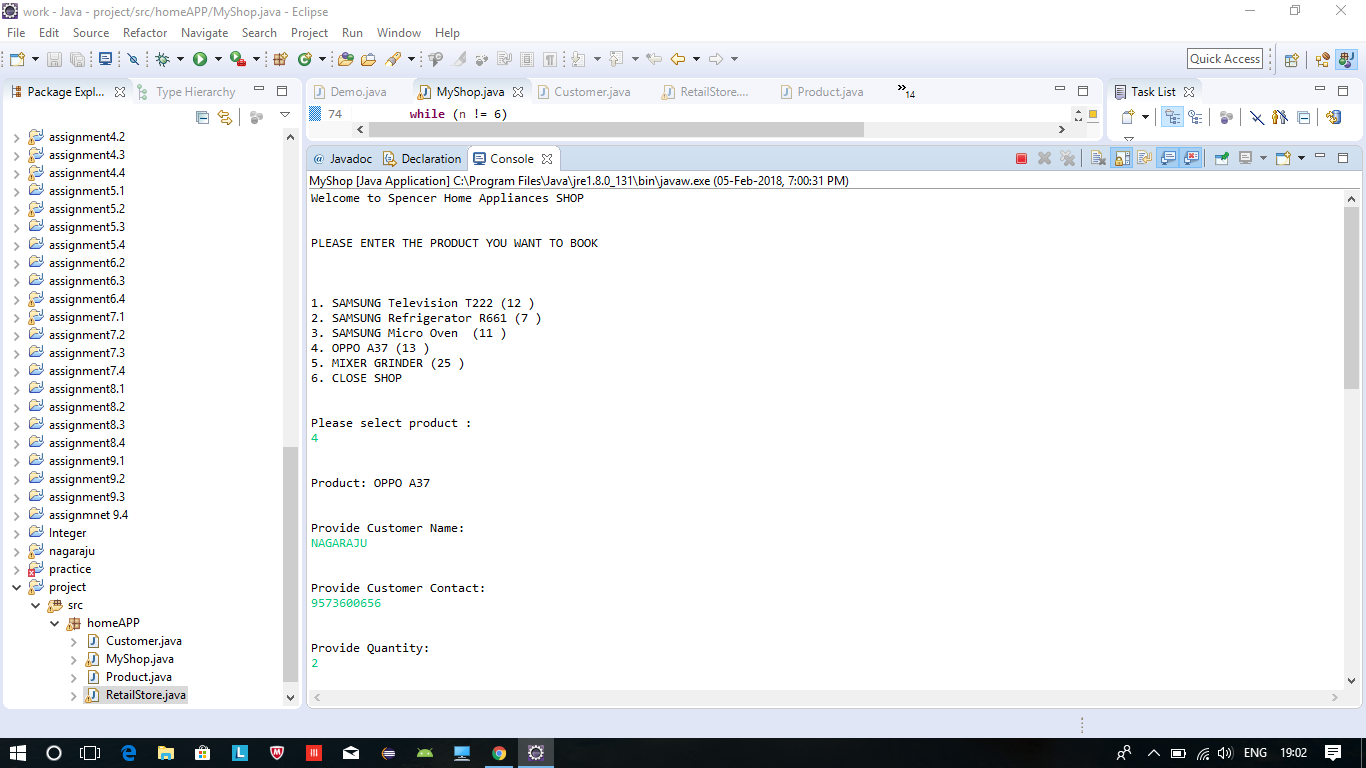 work - Java - project/src/homeAPP/MyShop.java - Eclipse
File Edit Source Refactor Navigate Search Project Run Window Help
Quick Access
Package Expl... Type Hierarchy
Demo.java MyShop.java Customer.java RetailStore.... Product.java »14
Task List
74 while (n != 6)
assignment4.2
assignment4.3
assignment4.4
assignment5.1
assignment5.2
assignment5.3
assignment5.4
assignment6.2
assignment6.3
assignment6.4
assignment7.1
assignment7.2
assignment7.3
assignment7.4
assignment8.1
assignment8.2
assignment8.3
assignment8.4
assignment9.1
assignment9.2
assignment9.3
assignmnet 9.4
Integer
nagaraju
practice
project
src
homeAPP
Customer.java
MyShop.java
Product.java
RetailStore.java
@ Javadoc Declaration Console
MyShop [Java Application] C:\Program Files\Java\jre1.8.0_131\bin\javaw.exe (05-Feb-2018, 7:00:31 PM)
Welcome to Spencer Home Appliances SHOP
PLEASE ENTER THE PRODUCT YOU WANT TO BOOK
1. SAMSUNG Television T222 (12 )
2. SAMSUNG Refrigerator R661 (7 )
3. SAMSUNG Micro Oven  (11 )
4. OPPO A37 (13 )
5. MIXER GRINDER (25 )
6. CLOSE SHOP
Please select product :
4
Product: OPPO A37
Provide Customer Name:
NAGARAJU
Provide Customer Contact:
9573600656
Provide Quantity:
2
ENG 19:02